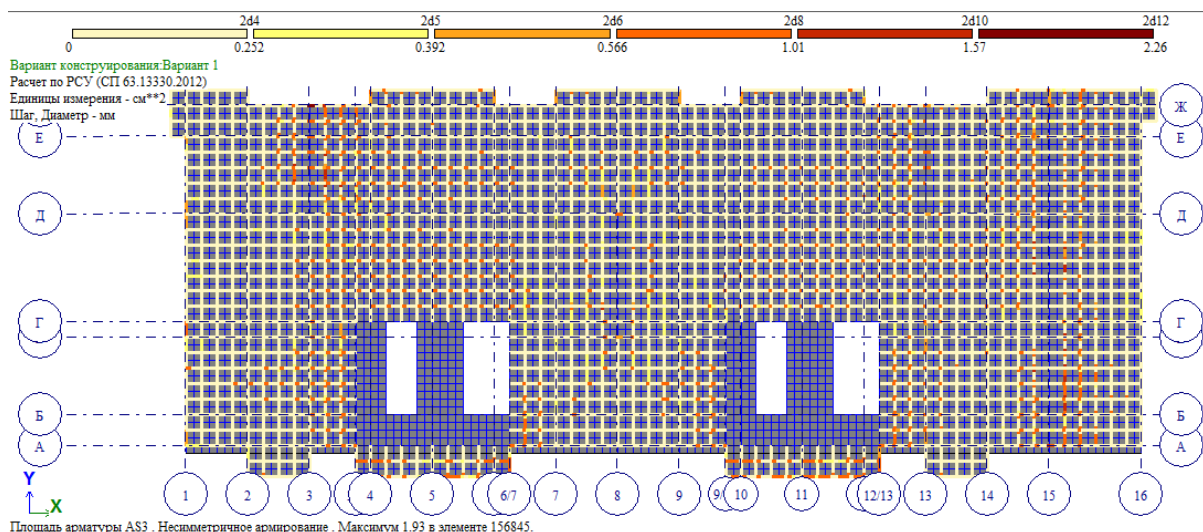 2d4 2d5 2d6 2d8 2d10 2d12
0 0.252 0.392 0.566 1.01 1.57 2.26
Вариант конструирования:Вариант 1
Расчет по РСУ (СП 63.13330.2012)
Единицы измерения - см**2
Шаг, Диаметр - мм
Ж
Е Е
Д Д
Г Г
Б Б
А А
Y
X
1 2 3 4 5 6/7 7 8 9 9/ 10 11 12/13 13 14 15 16
Площадь арматуры AS3 . Несимметричное армирование . Максимум 1.93 в элементе 156845.